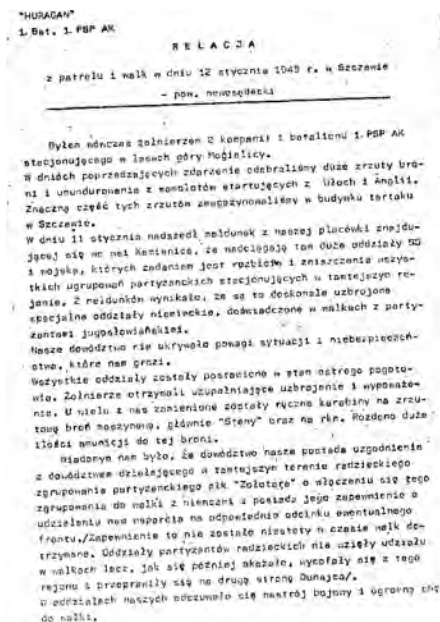 "HURAGAN"
1. Bat. 1. PSP AK
R E L A C J A
z patrolu i walk w dniu 12 stycznia 1945 r. w Szczawie
- pow. nowosądecki
Byłem wówczas żołnierzem 2 kompanii 1 batalionu 1.PSP AK
stacjonującego w lasach góry Mogielicy.
W dniach poprzedzających zdarzenie odebraliśmy duże zrzuty bro-
ni i umundurowania z samolotów startujących z Włoch i Anglii.
Znaczną część tych zrzutów zmagazynowaliśmy w budynku tartaku
w Szczawie.
W dniu 11 stycznia nadszedł meldunek z naszej placówki znajdu-
jącej się we wsi Kamienica, że nadciągają tam duże oddziały SS
i wojska, których zadaniem jest rozbicie i zniszczenie wszys-
tkich ugrupowań partyzanckich stacjonujących w tamtejszym re-
jonie. Z meldunków wynikało, że są to doskonale uzbrojone
specjalne oddziały niemieckie, doświadczone w walkach z party-
zantami jugosłowiańskimi.
Nasze dowództwo nie ukrywało powagi sytuacji i niebezpieczeń-
stwa, które nam grozi.
Wszystkie oddziały zostały postawione w stan ostrego pogoto-
wia. Żołnierze otrzymali uzupełniające uzbrojenie i wyposaże-
nie. U wielu z nas zamienione zostały ręczne karabiny na zrzu-
tową broń maszynową, głównie "Steny" oraz na rkm. Rozdano duże
ilości amunicji do tej broni.
Wiadomym nam było, że dowództwo nasze posiada uzgodnienie
z dowództwem działającego w tamtejszym terenie radzieckiego
zgrupowania partyzanckiego płk "Zołotara" o włączeniu się tego
zgrupowania do walki z niemcami i posiada jego zapewnienie o
udzieleniu nam wsparcia na odpowiednim odcinku ewentualnego
frontu./Zapewnienie to nie zostało niestety w czasie walk do-
trzymane. Oddziały partyzantów radzieckich nie wzięły udziału
w walkach lecz, jak się później okazało, wycofały się z tego
rejonu i przeprawiły się na drugą stronę Dunajca/.
W oddziałach naszych odczuwało się nastrój bojowy i ogromną chęć
do walki.